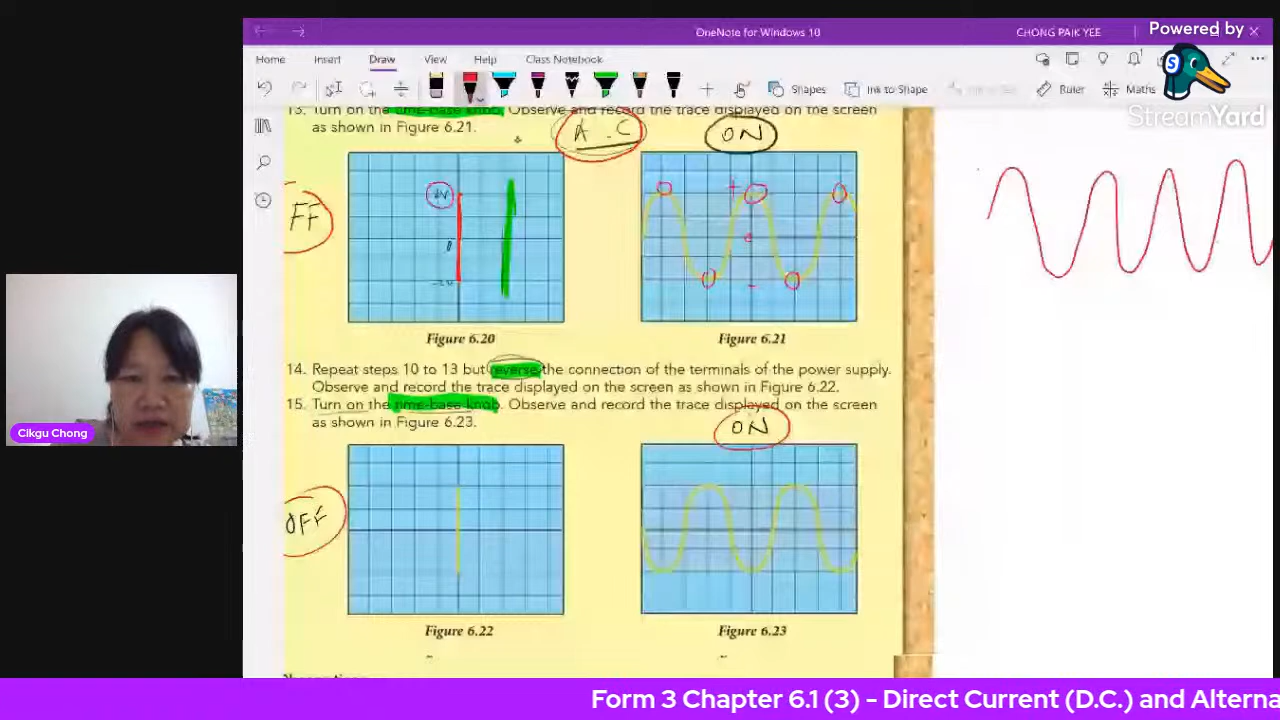 OneNote for Windows 10
CHONG PAIK YEE
Powered by
StreamYard
Home Insert Draw View Help Class Notebook
Shapes Ink to Shape Ruler Maths
13. Turn on the time-base knob. Observe and record the trace displayed on the screen
as shown in Figure 6.21.
A.C
ON
FF
2V
0
-2V
+
-
Figure 6.20
Figure 6.21
14. Repeat steps 10 to 13 but reverse the connection of the terminals of the power supply.
Observe and record the trace displayed on the screen as shown in Figure 6.22.
15. Turn on the time-base knob. Observe and record the trace displayed on the screen
as shown in Figure 6.23.
ON
OFF
Figure 6.22
Figure 6.23
Cikgu Chong
Form 3 Chapter 6.1 (3) - Direct Current (D.C.) and Alterna